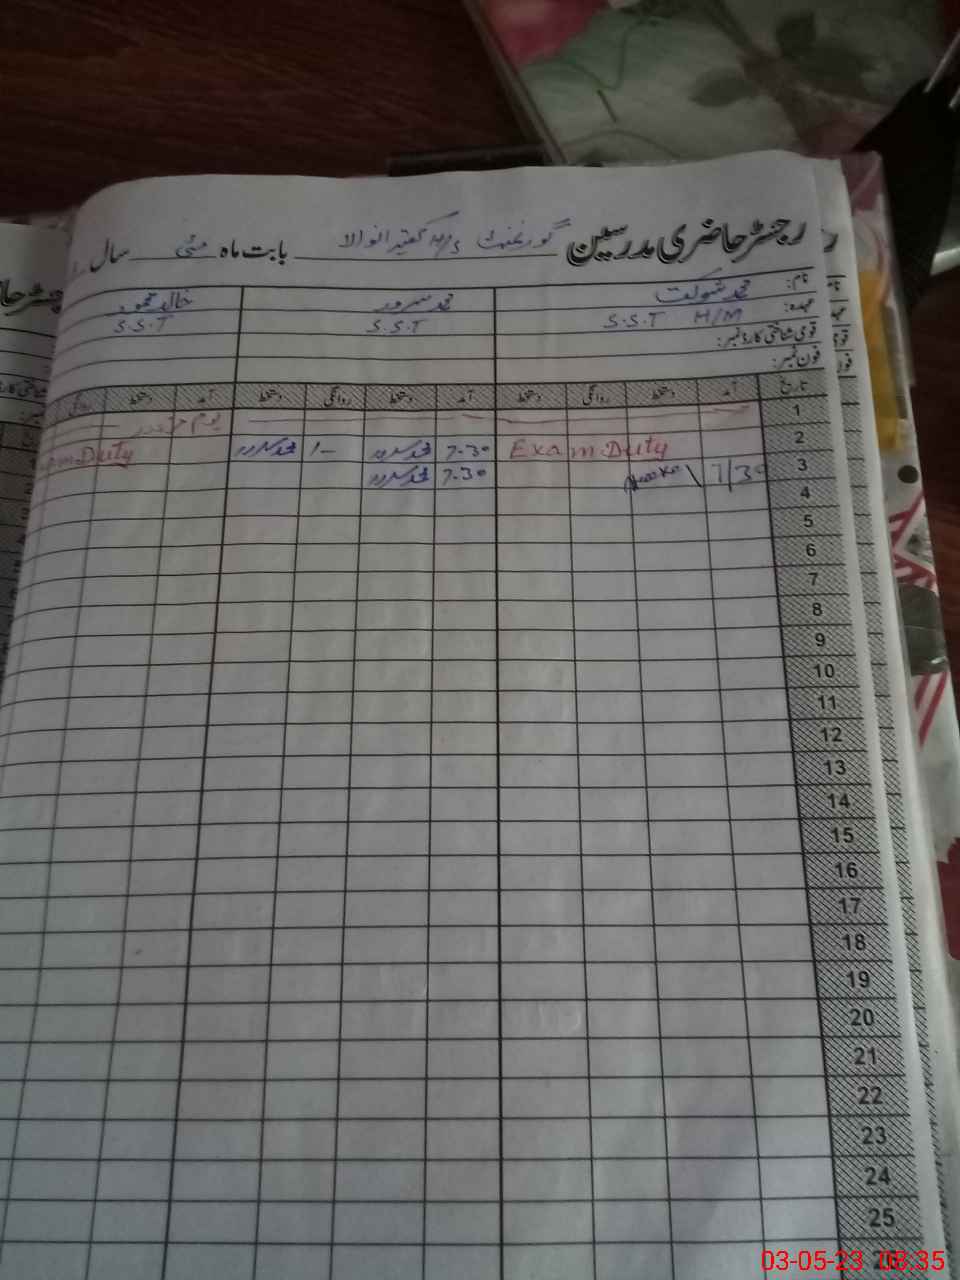 رجسٹر حاضری مدرسین گورنمنٹ H/S بابت ماہ مئی سال
نام: محمد شوکت محمد سرور خالد محمود
عہدہ: S.S.T H/M S.S.T S.S.T
قومی شناختی کارڈ نمبر:
فون نمبر:
تاریخ آمد دستخط روانگی دستخط آمد دستخط روانگی دستخط آمد دستخط روانگی
1 یوم مزدور
2 Exam Duty 7.30 محمد سرور 1- محمد سرور Exam Duty
3 7/30 7.30 محمد سرور
4
5
6
7
8
9
10
11
12
13
14
15
16
17
18
19
20
21
22
23
24
25
03-05-23 08:35